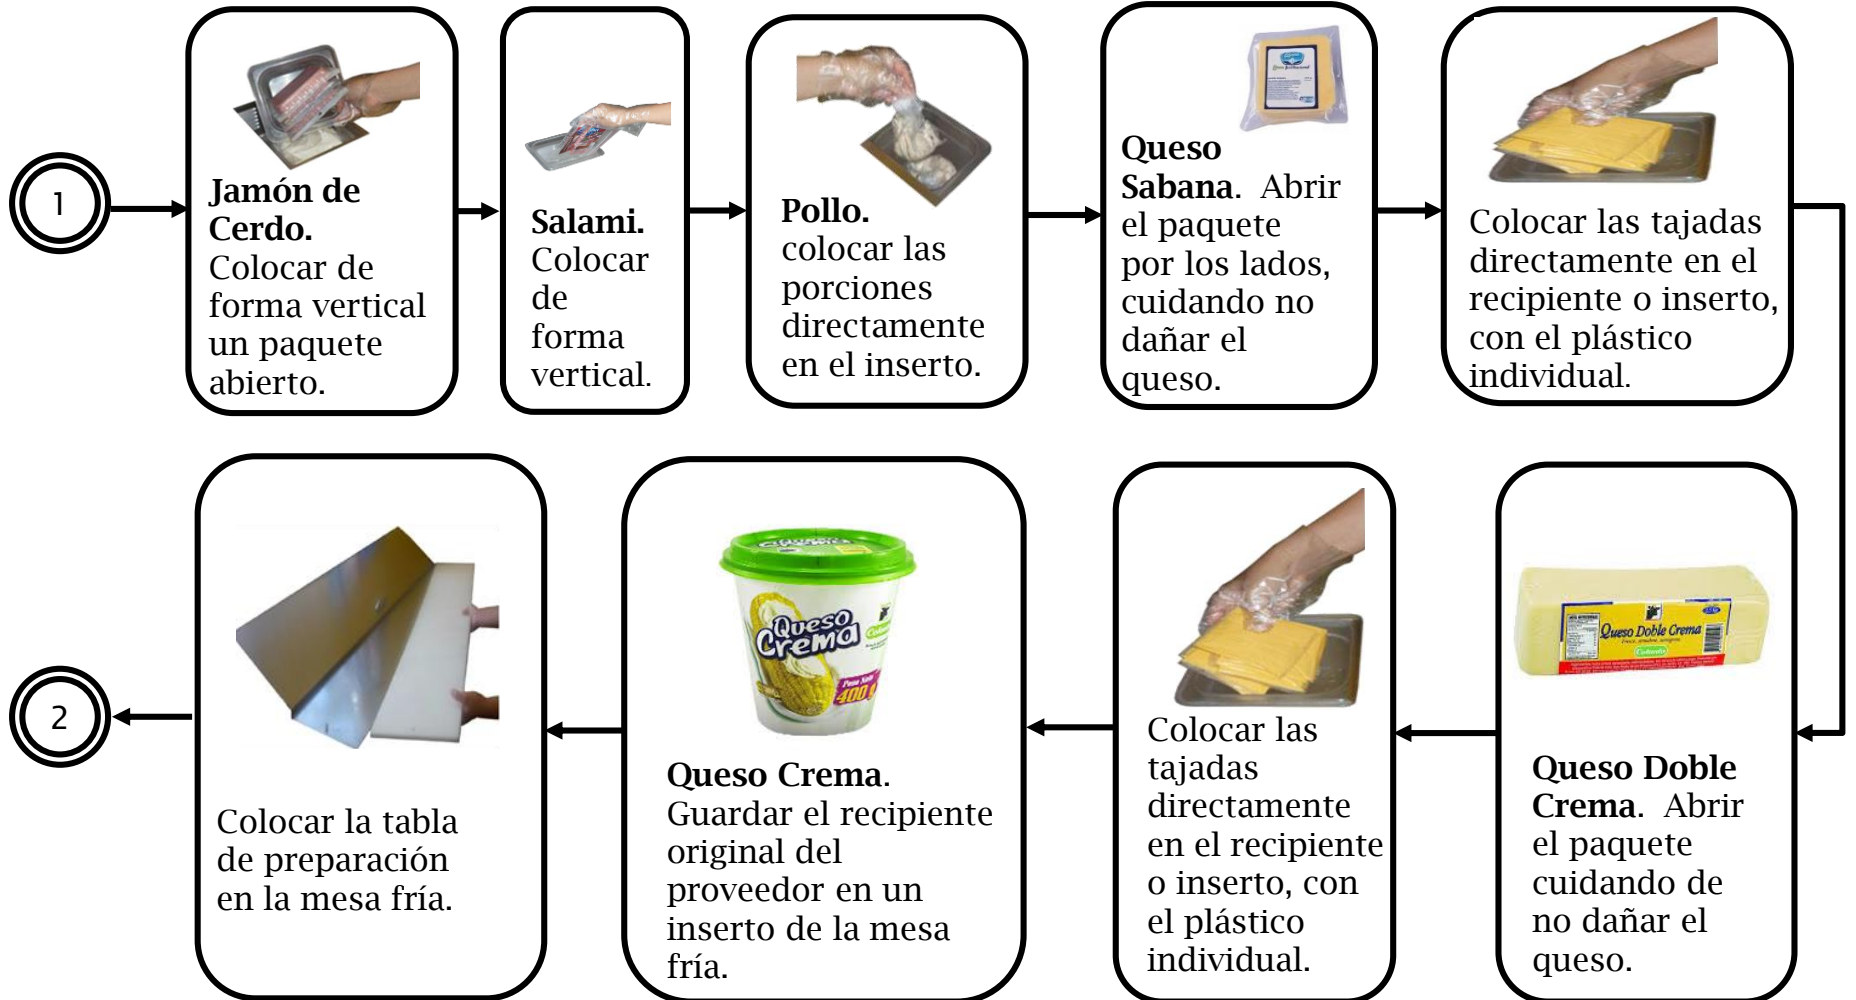 1
Jamón de
Cerdo.
Colocar de
forma vertical
un paquete
abierto.
Salami.
Colocar
de
forma
vertical.
Pollo.
colocar las
porciones
directamente
en el inserto.
Queso
Sabana. Abrir
el paquete
por los lados,
cuidando no
dañar el
queso.
Colocar las tajadas
directamente en el
recipiente o inserto,
con el plástico
individual.
Queso Doble Crema
Colanta
Queso Doble
Crema. Abrir
el paquete
cuidando de
no dañar el
queso.
Colocar las
tajadas
directamente
en el recipiente
o inserto, con
el plástico
individual.
Queso
Crema
Peso Neto
400 g
Queso Crema.
Guardar el recipiente
original del
proveedor en un
inserto de la mesa
fría.
Colocar la tabla
de preparación
en la mesa fría.
2